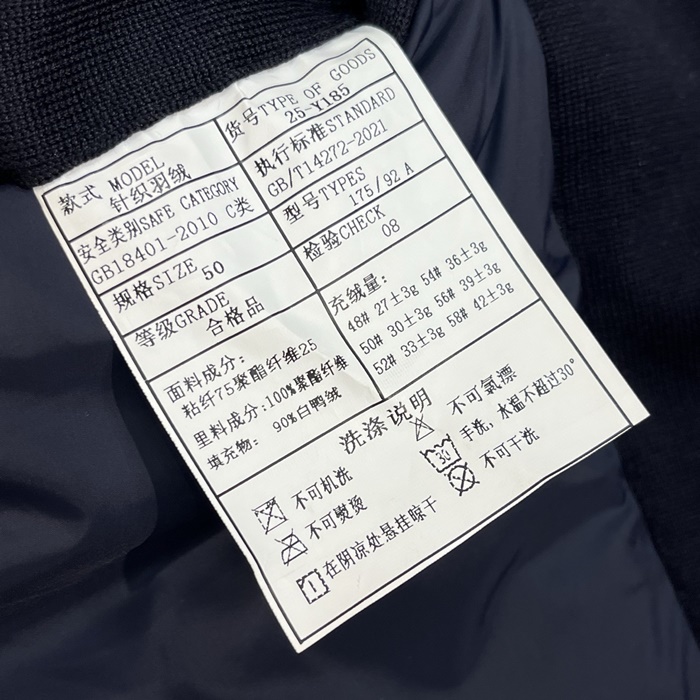 款式 MODEL
针织羽绒
货号TYPE OF GOODS
25-Y185
安全类别SAFE CATEGORY
GB18401-2010 C类
执行标准STANDARD
GB/T14272-2021
规格SIZE 50
型号TYPES
175/92 A
等级GRADE
合格品
检验CHECK
08
面料成分:
粘纤75聚酯纤维25
里料成分:100%聚酯纤维
填充物: 90%白鸭绒
充绒量:
48# 27±3g 54# 36±3g
50# 30±3g 56# 39±3g
52# 33±3g 58# 42±3g
洗涤说明
不可机洗
不可氯漂
不可熨烫
30 手洗,水温不超过30°
在阴凉处悬挂晾干
不可干洗